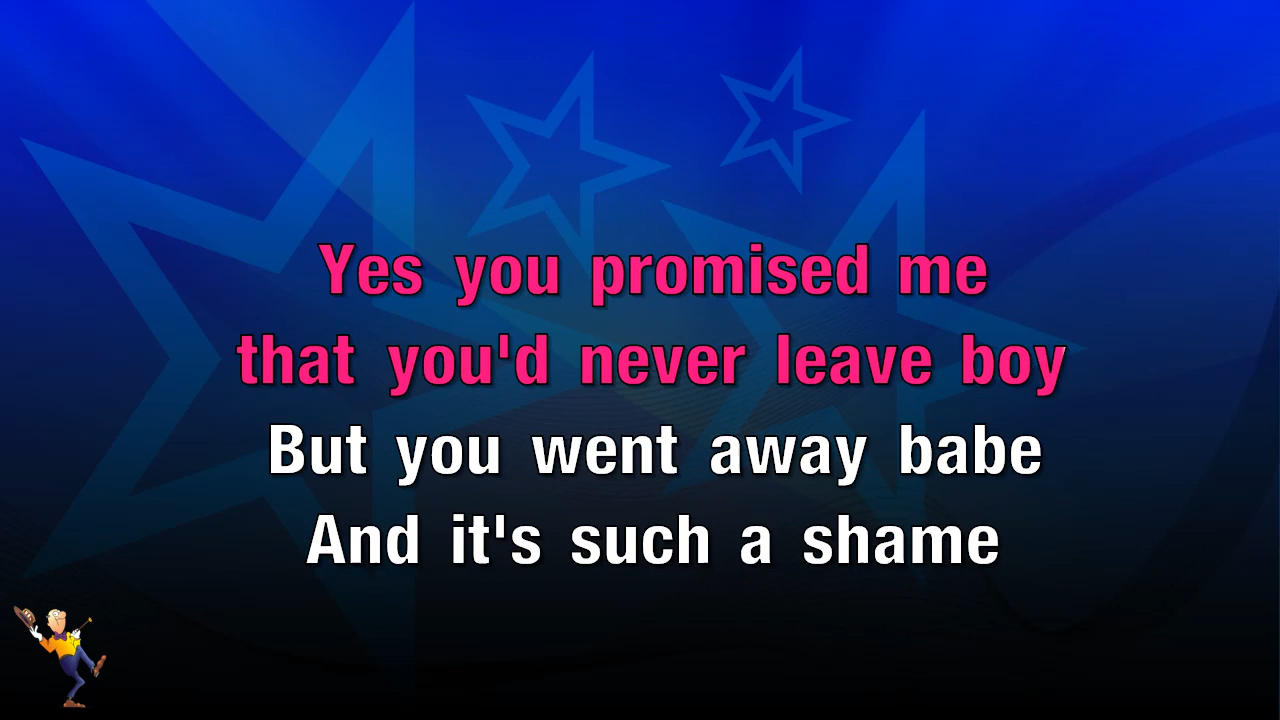 Yes you promised me
that you'd never leave boy
But you went away babe
And it's such a shame